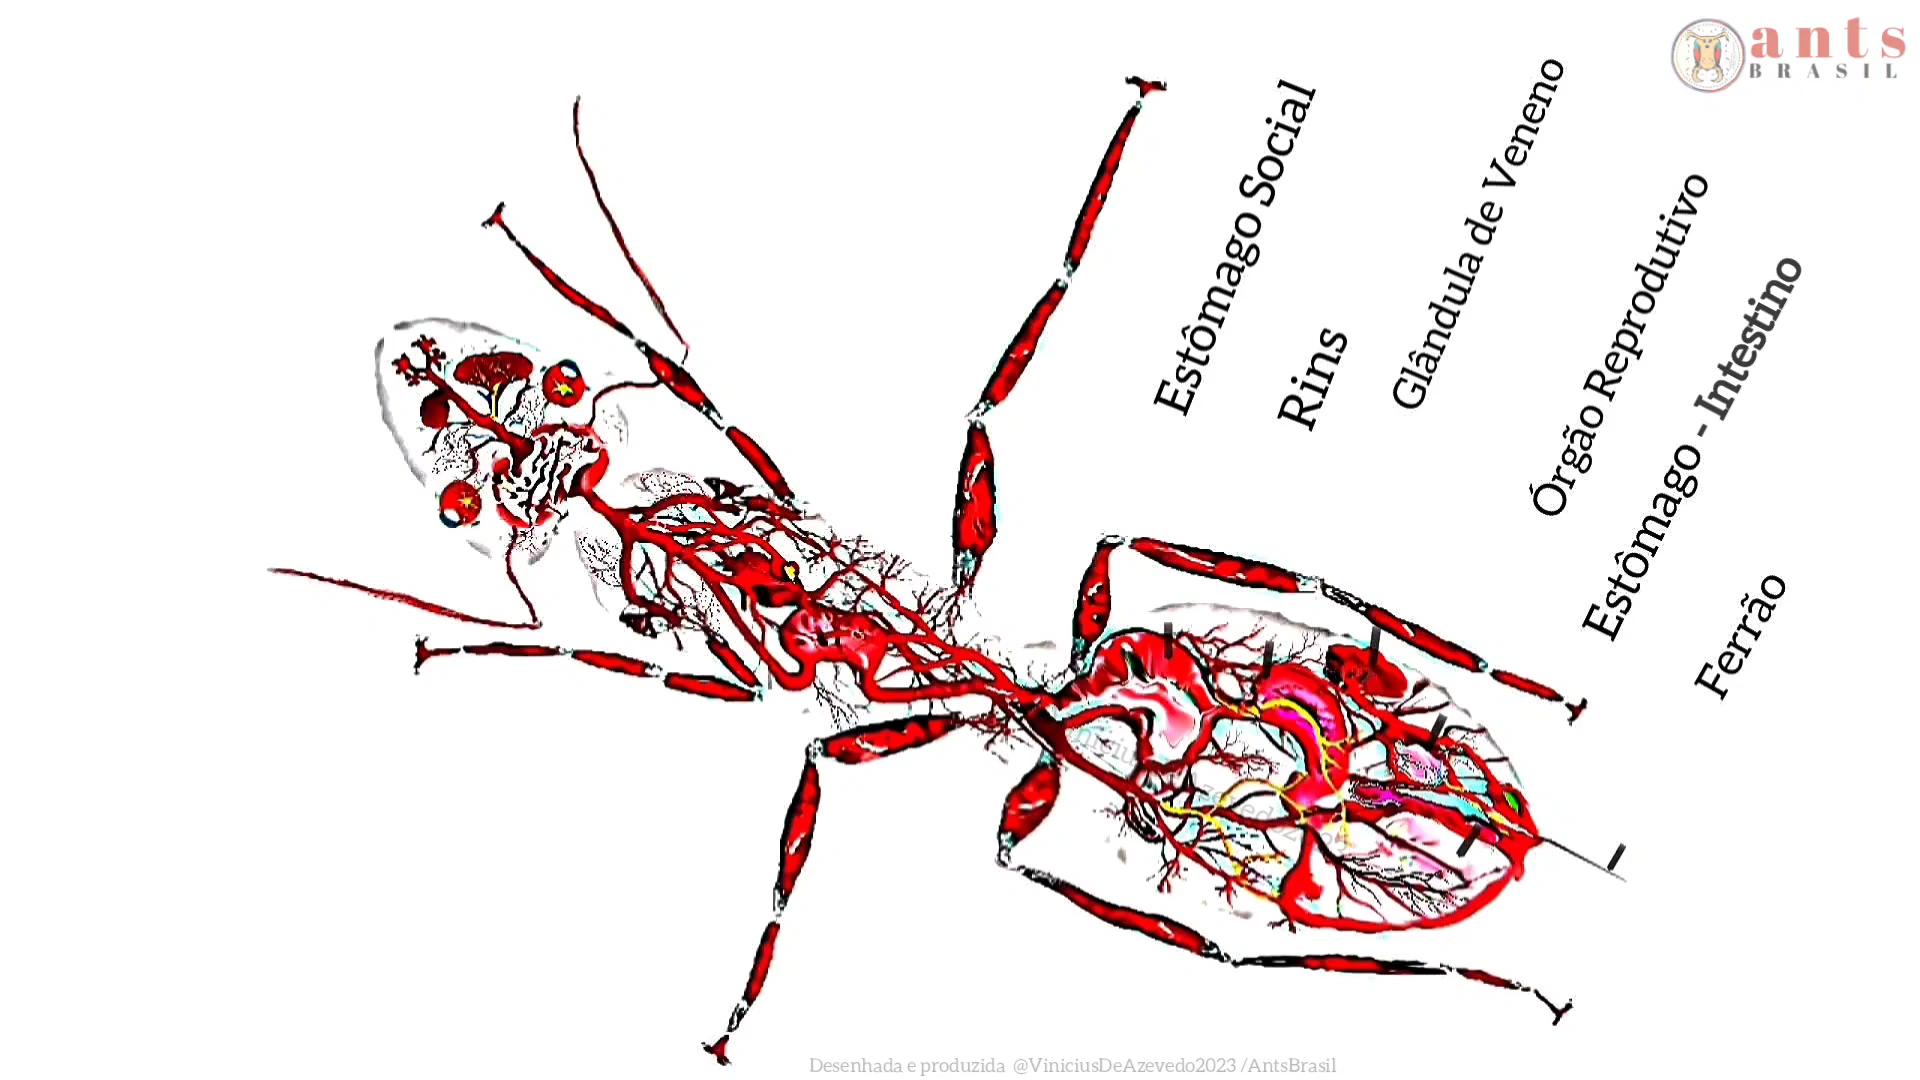 ants
BRASIL
Estômago Social
Rins
Glândula de Veneno
Órgão Reprodutivo
Estômago - Intestino
Ferrão
Desenhada e produzida @ViniciusDeAzevedo2023 /AntsBrasil